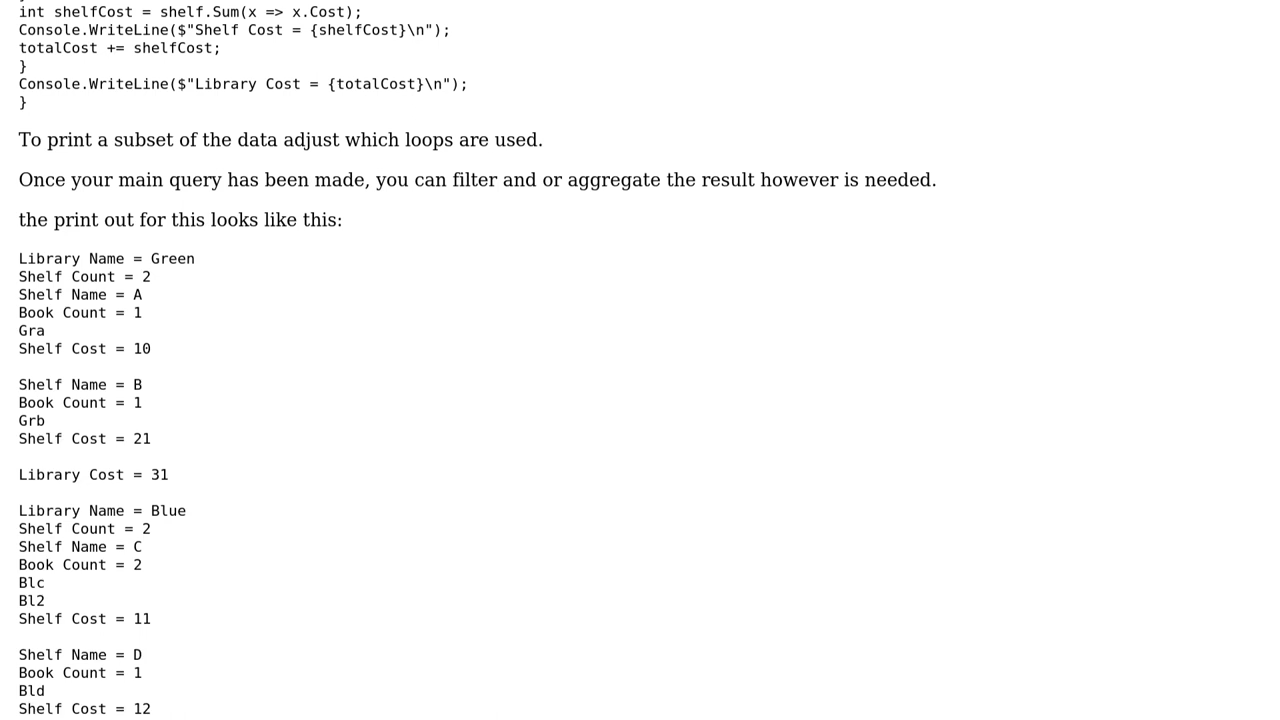 int shelfCost = shelf.Sum(x => x.Cost);
Console.WriteLine($"Shelf Cost = {shelfCost}\n");
totalCost += shelfCost;
}
Console.WriteLine($"Library Cost = {totalCost}\n");
}
To print a subset of the data adjust which loops are used.
Once your main query has been made, you can filter and or aggregate the result however is needed.
the print out for this looks like this:
Library Name = Green
Shelf Count = 2
Shelf Name = A
Book Count = 1
Gra
Shelf Cost = 10
Shelf Name = B
Book Count = 1
Grb
Shelf Cost = 21
Library Cost = 31
Library Name = Blue
Shelf Count = 2
Shelf Name = C
Book Count = 2
Blc
Bl2
Shelf Cost = 11
Shelf Name = D
Book Count = 1
Bld
Shelf Cost = 12